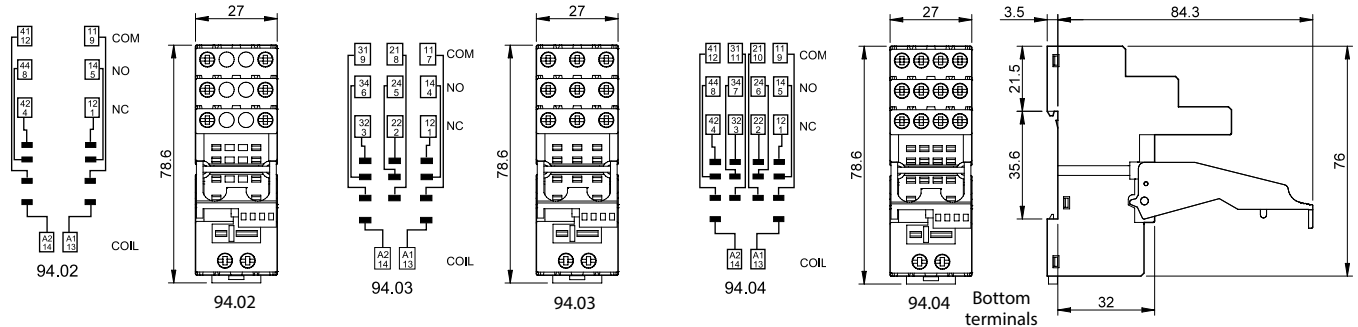 41 12
11 9
COM
44 8
14 5
NO
42 4
12 1
NC
A2 14
A1 13
COIL
94.02
27
78.6
94.02
31 9
21 8
11 7
COM
34 6
24 5
14 4
NO
32 3
22 2
12 1
NC
A2 14
A1 13
COIL
94.03
27
78.6
94.03
41 12
31 11
21 10
11 9
COM
44 8
34 7
24 6
14 5
NO
42 4
32 3
22 2
12 1
NC
A2 14
A1 13
COIL
94.04
27
78.6
94.04
3.5
84.3
21.5
35.6
76
32
Bottom
terminals